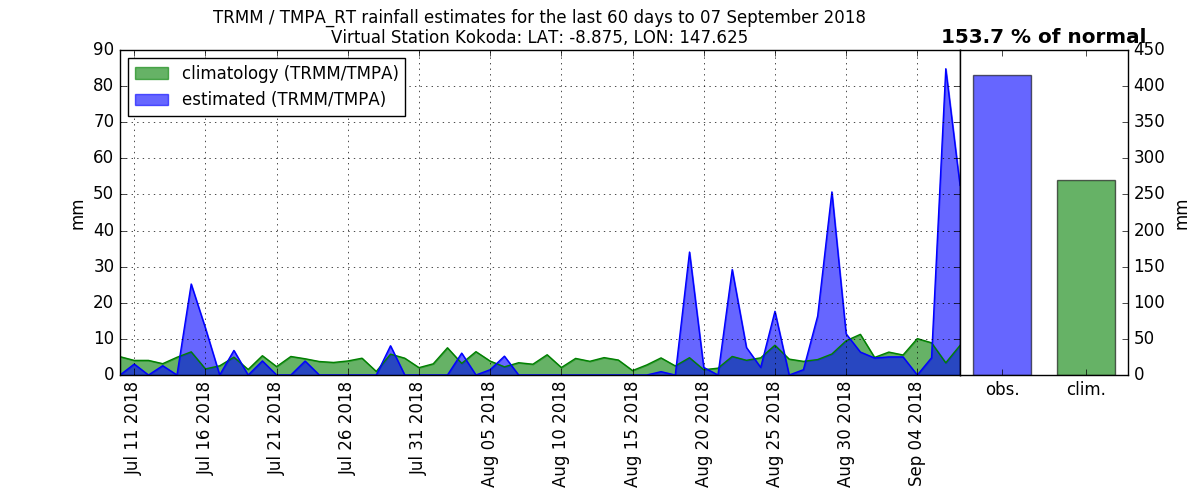 TRMM / TMPA_RT rainfall estimates for the last 60 days to 07 September 2018
Virtual Station Kokoda: LAT: -8.875, LON: 147.625
153.7 % of normal
climatology (TRMM/TMPA)
estimated (TRMM/TMPA)
90
80
70
60
50
40
30
20
10
0
mm
Jul 11 2018
Jul 16 2018
Jul 21 2018
Jul 26 2018
Jul 31 2018
Aug 05 2018
Aug 10 2018
Aug 15 2018
Aug 20 2018
Aug 25 2018
Aug 30 2018
Sep 04 2018
obs.
clim.
450
400
350
300
250
200
150
100
50
0
mm